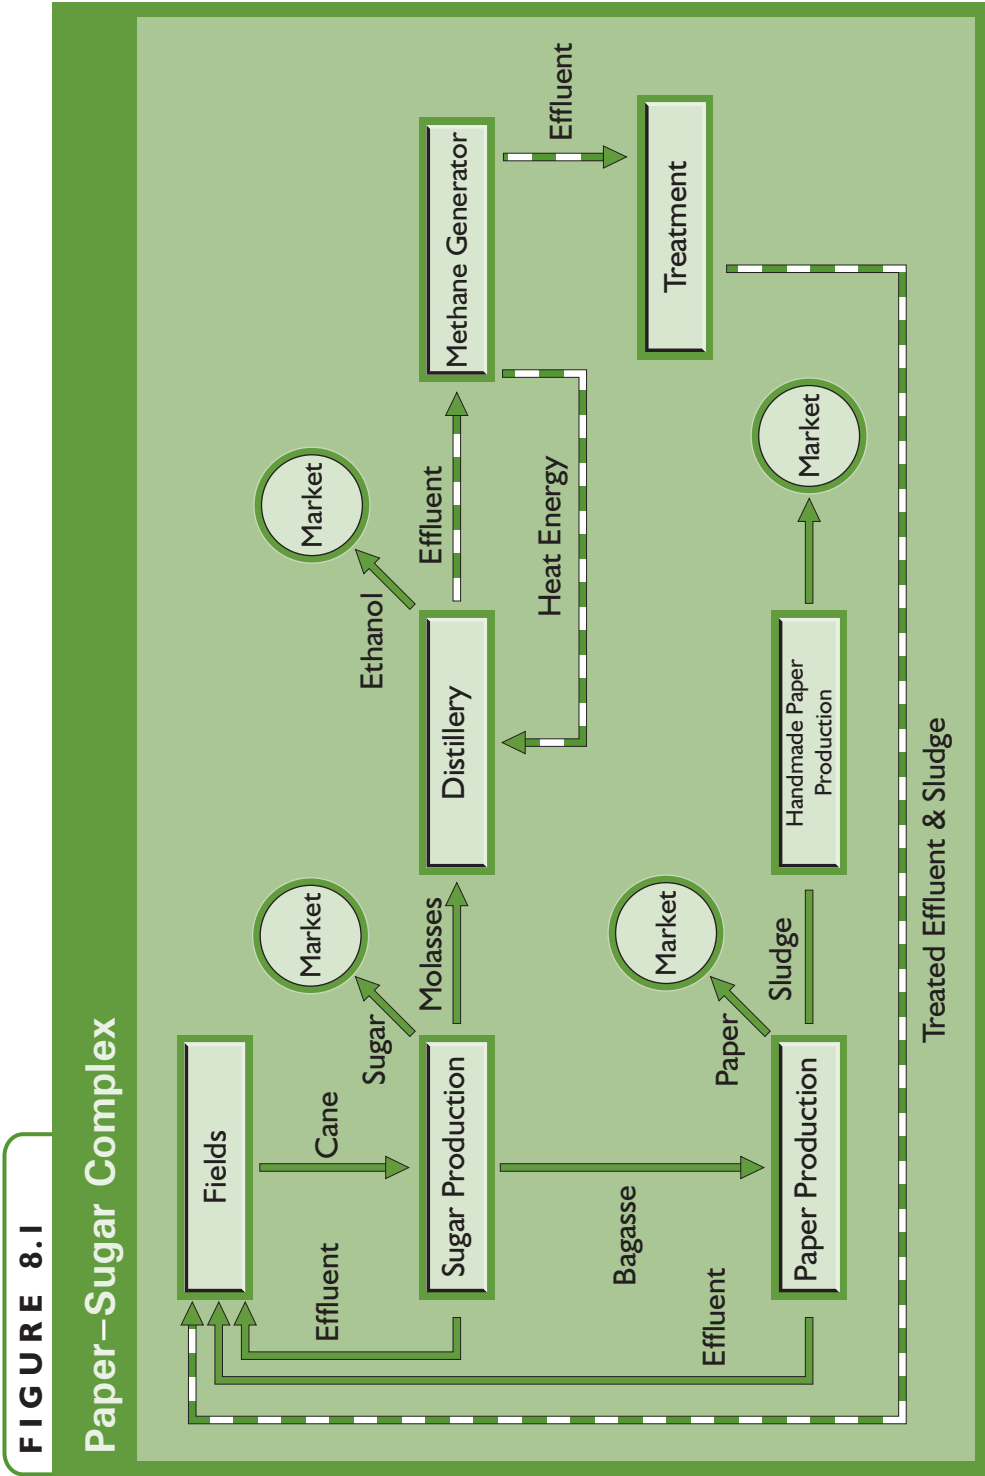 FIGURE 8.1
Paper–Sugar Complex
Fields
Effluent
Cane
Sugar
Market
Ethanol
Market
Sugar Production
Molasses
Distillery
Effluent
Methane Generator
Heat Energy
Effluent
Bagasse
Treatment
Effluent
Paper
Market
Paper Production
Sludge
Handmade Paper
Production
Market
Treated Effluent & Sludge